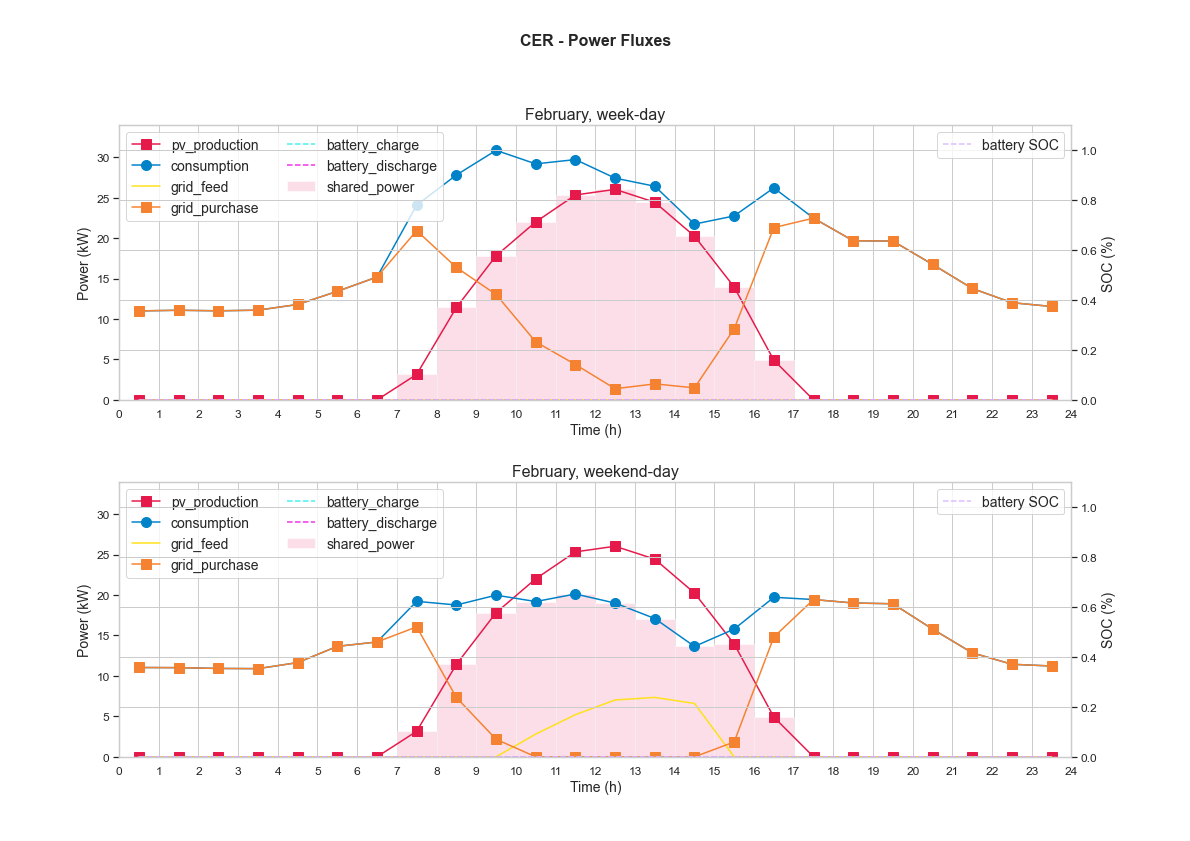 CER - Power Fluxes
February, week-day
pv_production
consumption
grid_feed
grid_purchase
battery_charge
battery_discharge
shared_power
battery SOC
Power (kW)
30
25
20
15
10
5
0
SOC (%)
1.0
0.8
0.6
0.4
0.2
0.0
0 1 2 3 4 5 6 7 8 9 10 11 12 13 14 15 16 17 18 19 20 21 22 23 24
Time (h)
February, weekend-day
pv_production
consumption
grid_feed
grid_purchase
battery_charge
battery_discharge
shared_power
battery SOC
Power (kW)
30
25
20
15
10
5
0
SOC (%)
1.0
0.8
0.6
0.4
0.2
0.0
0 1 2 3 4 5 6 7 8 9 10 11 12 13 14 15 16 17 18 19 20 21 22 23 24
Time (h)